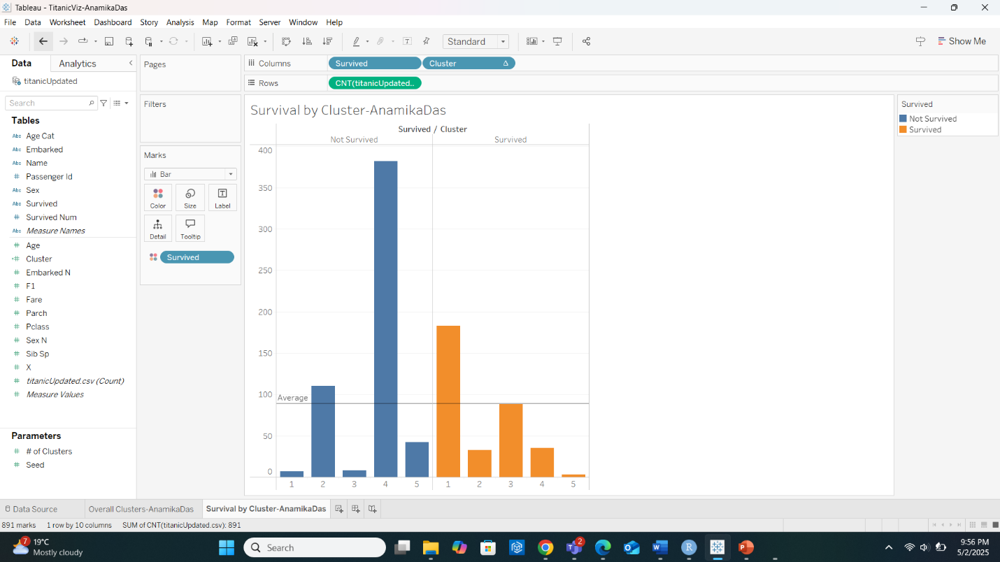 Tableau - TitanicViz-AnamikaDas
File Data Worksheet Dashboard Story Analysis Map Format Server Window Help
Standard
Show Me
Data Analytics
titanicUpdated
Search
Tables
Abc Age Cat
Abc Embarked
Abc Name
# Passenger Id
Abc Sex
Abc Survived
# Survived Num
Abc Measure Names
# Age
=# Cluster
# Embarked N
# F1
# Fare
# Parch
# Pclass
# Sex N
# Sib Sp
# X
# titanicUpdated.csv (Count)
# Measure Values
Parameters
# # of Clusters
# Seed
Pages
Filters
Marks
Bar
Color Size Label
Detail Tooltip
Survived
Columns Survived Cluster Δ
Rows CNT(titanicUpdated..
Survival by Cluster-AnamikaDas
Survived / Cluster
Not Survived Survived
400
350
300
250
200
150
100
Average
50
0
1 2 3 4 5 1 2 3 4 5
Survived
Not Survived
Survived
Data Source Overall Clusters-AnamikaDas Survival by Cluster-AnamikaDas
891 marks 1 row by 10 columns SUM of CNT(titanicUpdated.csv): 891
7
19°C
Mostly cloudy
Search
2
9:56 PM
5/2/2025